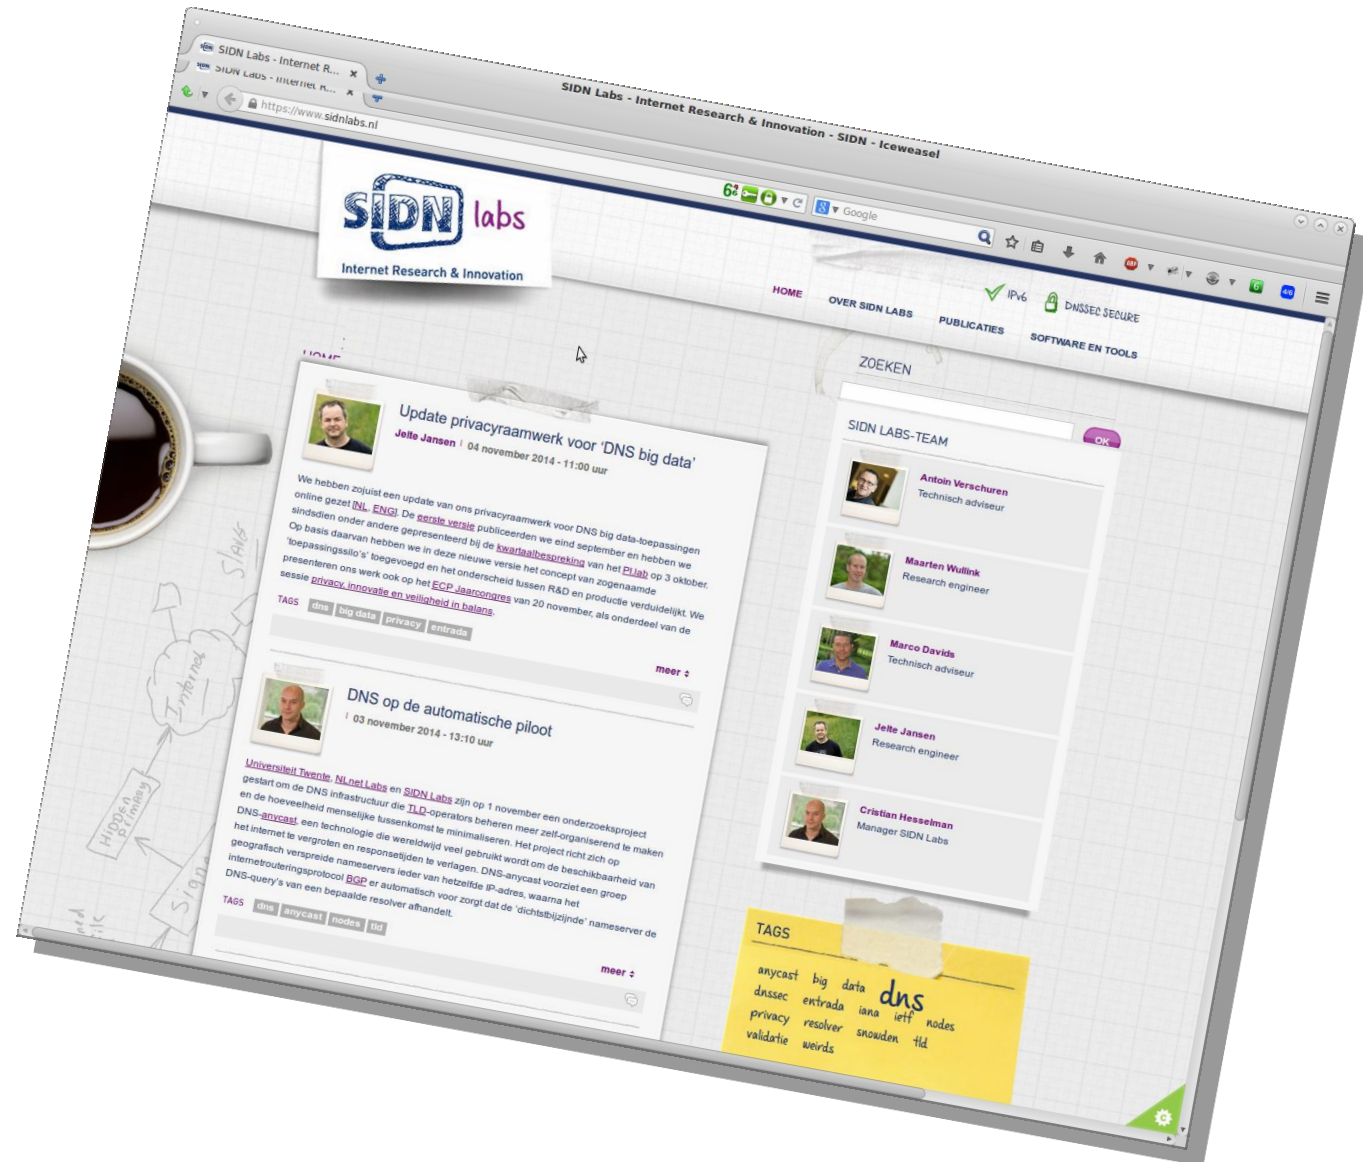 SIDN Labs - Internet R...
SIDN Labs - Internet R...
SIDN Labs - Internet Research & Innovation - SIDN - Iceweasel
https://www.sidnlabs.nl
Google
SIDN labs
Internet Research & Innovation
IPv6
DNSSEC SECURE
HOME
OVER SIDN LABS
PUBLICATIES
SOFTWARE EN TOOLS
HOME
Update privacyraamwerk voor ‘DNS big data’
Jelte Jansen | 04 november 2014 - 11:00 uur
We hebben zojuist een update van ons privacyraamwerk voor DNS big data-toepassingen
online gezet [NL, ENG]. De eerste versie publiceerden we eind september en hebben we
sindsdien onder andere gepresenteerd bij de kwartaalbespreking van het PI.lab op 3 oktober.
Op basis daarvan hebben we in deze nieuwe versie het concept van zogenaamde
‘toepassingssilo’s’ toegevoegd en het onderscheid tussen R&D en productie verduidelijkt. We
presenteren ons werk ook op het ECP Jaarcongres van 20 november, als onderdeel van de
sessie privacy, innovatie en veiligheid in balans.
TAGS dns big data privacy entrada
meer
DNS op de automatische piloot
| 03 november 2014 - 13:10 uur
Universiteit Twente, NLnet Labs en SIDN Labs zijn op 1 november een onderzoeksproject
gestart om de DNS infrastructuur die TLD-operators beheren meer zelf-organiserend te maken
en de hoeveelheid menselijke tussenkomst te minimaliseren. Het project richt zich op
DNS-anycast, een technologie die wereldwijd veel gebruikt wordt om de beschikbaarheid van
het internet te vergroten en responsetijden te verlagen. DNS-anycast voorziet een groep
geografisch verspreide nameservers ieder van hetzelfde IP-adres, waarna het
internetrouteringsprotocol BGP er automatisch voor zorgt dat de ‘dichtstbijzijnde’ nameserver de
DNS-query’s van een bepaalde resolver afhandelt.
TAGS dns anycast nodes tld
meer
ZOEKEN
OK
SIDN LABS-TEAM
Antoin Verschuren
Technisch adviseur
Maarten Wullink
Research engineer
Marco Davids
Technisch adviseur
Jelte Jansen
Research engineer
Cristian Hesselman
Manager SIDN Labs
TAGS
anycast big data dns
dnssec entrada iana ietf nodes
privacy resolver snowden tld
validatie weirds
Slave
Internet
Hidden
Primary